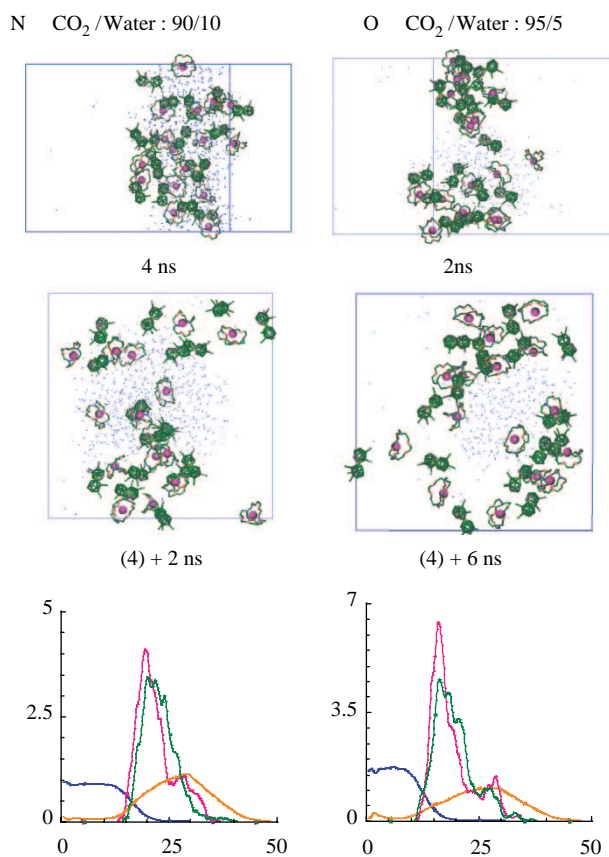 N CO₂ /Water : 90/10 O CO₂ /Water : 95/5
4 ns 2ns
(4) + 2 ns (4) + 6 ns
5 7
2.5 3.5
0 0
0 25 50 0 25 50